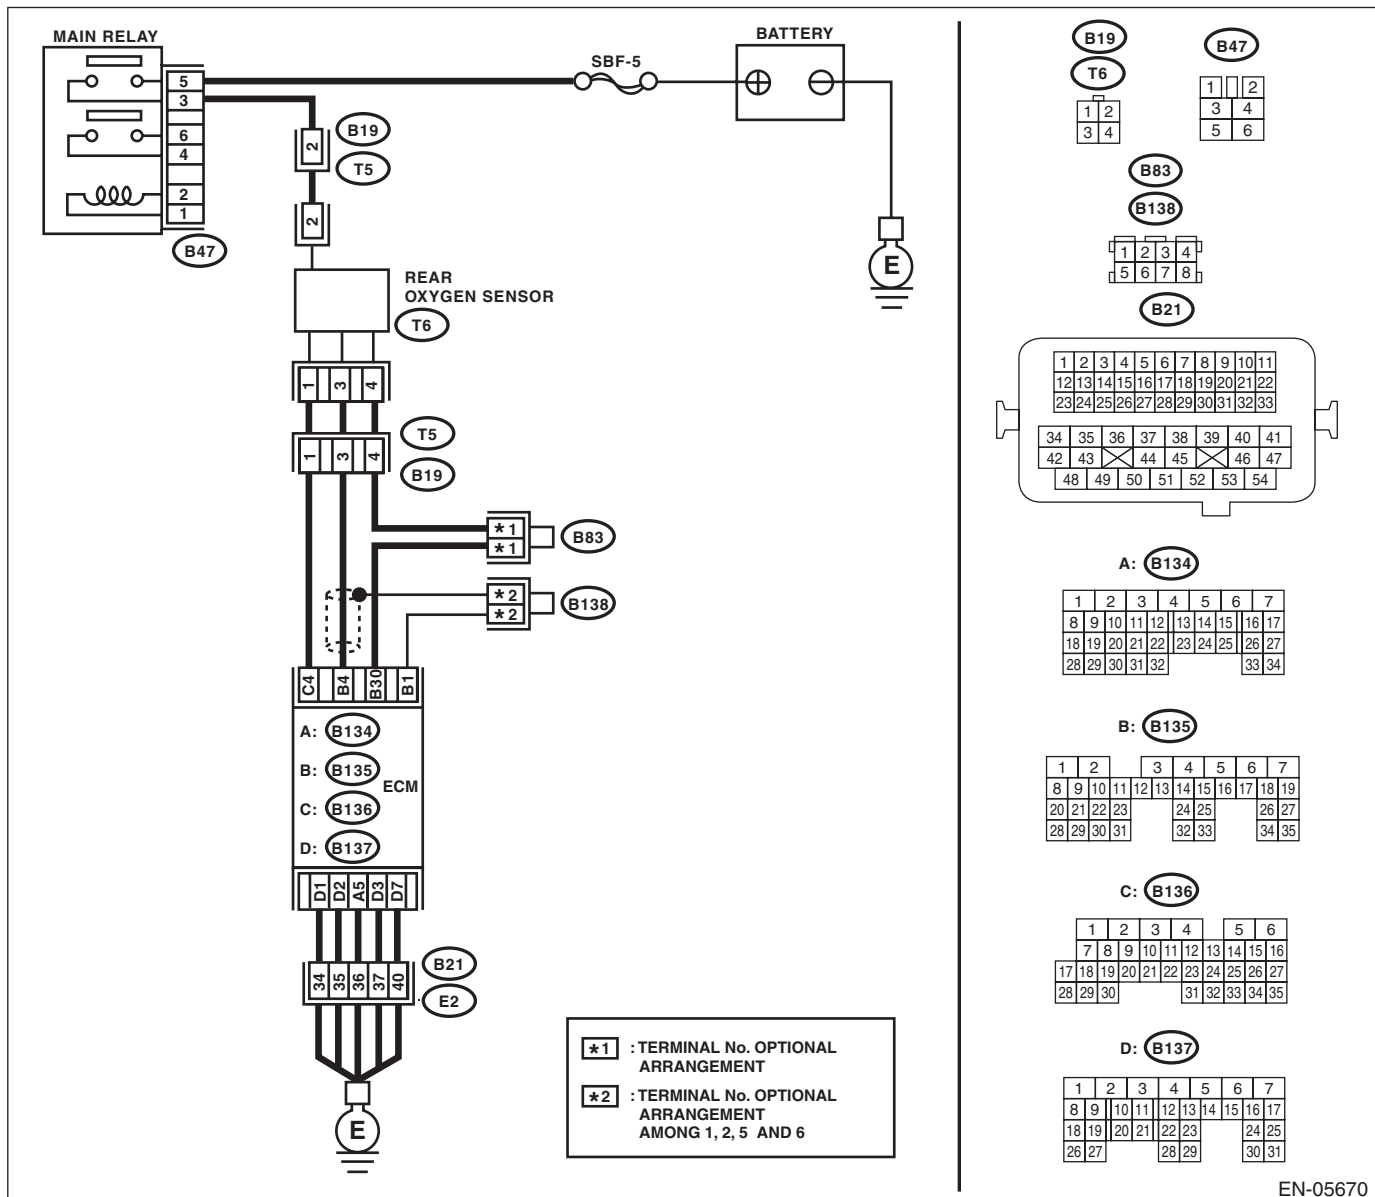 MAIN RELAY
5
3
6
4
2
1
B47
SBF-5
BATTERY
E
2
B19
T5
2
REAR
OXYGEN SENSOR
T6
1 3 4
T5
1 3 4
B19
*1
*1
B83
*2
*2
B138
C4 B4 B30 B1
A: B134
B: B135
ECM
C: B136
D: B137
D1 D2 A5 D3 D7
B21
34 35 36 37 40
E2
E
*1 : TERMINAL No. OPTIONAL
ARRANGEMENT
*2 : TERMINAL No. OPTIONAL
ARRANGEMENT
AMONG 1, 2, 5 AND 6
B19
T6
1 2
3 4
B47
1 2
3 4
5 6
B83
B138
1 2 3 4
5 6 7 8
B21
1 2 3 4 5 6 7 8 9 10 11
12 13 14 15 16 17 18 19 20 21 22
23 24 25 26 27 28 29 30 31 32 33
34 35 36 37 38 39 40 41
42 43 44 45 46 47
48 49 50 51 52 53 54
A: B134
1 2 3 4 5 6 7
8 9 10 11 12 13 14 15 16 17
18 19 20 21 22 23 24 25 26 27
28 29 30 31 32 33 34
B: B135
1 2 3 4 5 6 7
8 9 10 11 12 13 14 15 16 17 18 19
20 21 22 23 24 25 26 27
28 29 30 31 32 33 34 35
C: B136
1 2 3 4 5 6
7 8 9 10 11 12 13 14 15 16
17 18 19 20 21 22 23 24 25 26 27
28 29 30 31 32 33 34 35
D: B137
1 2 3 4 5 6 7
8 9 10 11 12 13 14 15 16 17
18 19 20 21 22 23 24 25
26 27 28 29 30 31
EN-05670